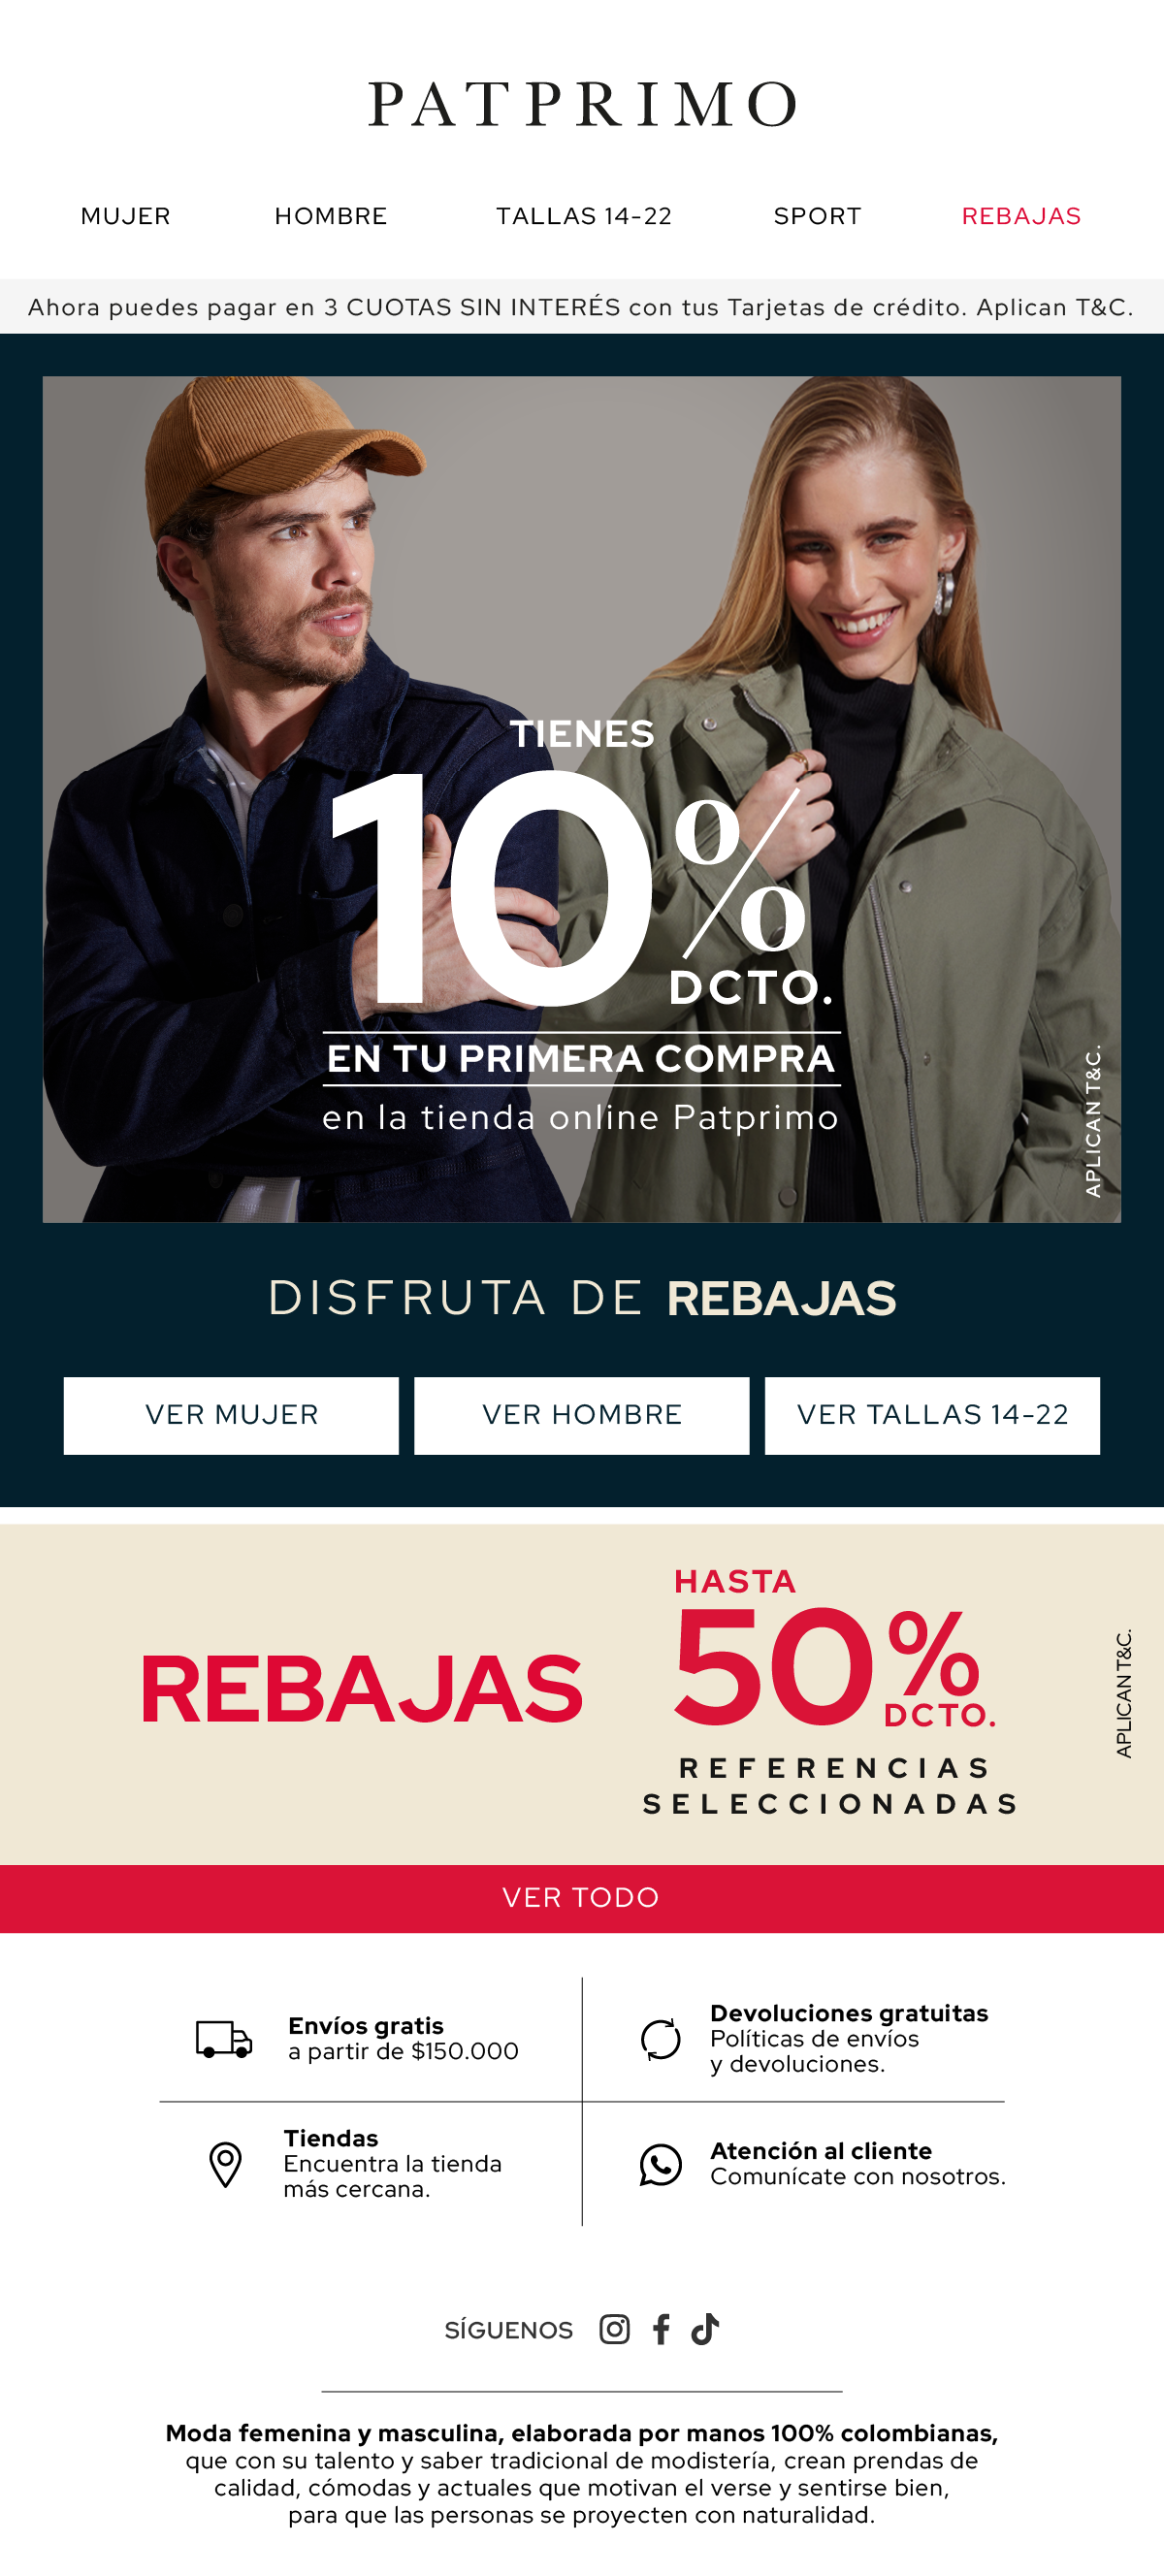 PATPRIMO
MUJER HOMBRE TALLAS 14-22 SPORT REBAJAS
Ahora puedes pagar en 3 CUOTAS SIN INTERÉS con tus Tarjetas de crédito. Aplican T&C.
TIENES
10%
DCTO.
EN TU PRIMERA COMPRA
en la tienda online Patprimo
APLICAN T&C.
DISFRUTA DE REBAJAS
VER MUJER VER HOMBRE VER TALLAS 14-22
REBAJAS
HASTA
50%
DCTO.
REFERENCIAS
SELECCIONADAS
APLICAN T&C.
VER TODO
Envíos gratis
a partir de $150.000
Devoluciones gratuitas
Políticas de envíos
y devoluciones.
Tiendas
Encuentra la tienda
más cercana.
Atención al cliente
Comunícate con nosotros.
SÍGUENOS
Moda femenina y masculina, elaborada por manos 100% colombianas,
que con su talento y saber tradicional de modistería, crean prendas de
calidad, cómodas y actuales que motivan el verse y sentirse bien,
para que las personas se proyecten con naturalidad.